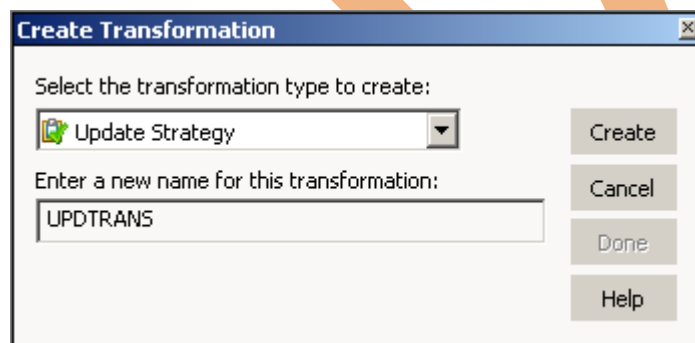 Create Transformation
Select the transformation type to create:
Update Strategy
Create
Enter a new name for this transformation:
Cancel
UPDTRANS
Done
Help